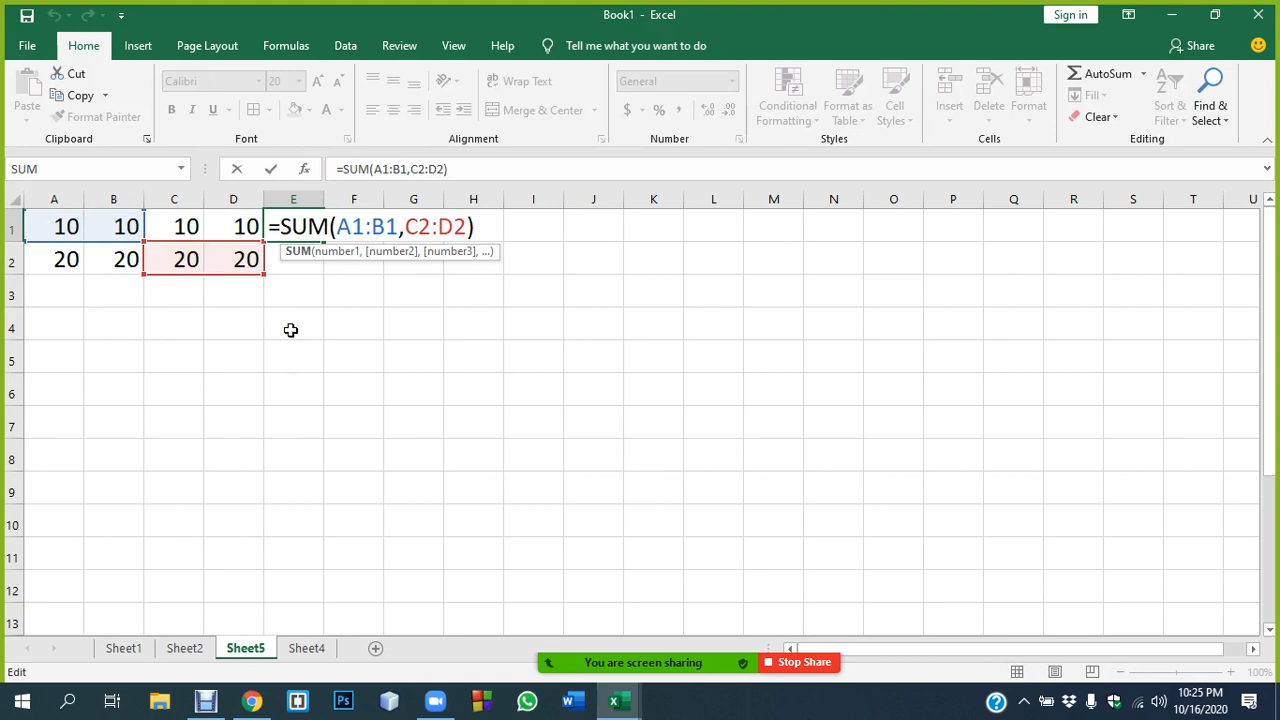 Book1 - Excel
Sign in
File Home Insert Page Layout Formulas Data Review View Help Tell me what you want to do Share
Paste
Cut
Copy
Format Painter
Clipboard
Calibri 20 A A
B I U A
Font
ab Wrap Text
Merge & Center
Alignment
General
$ % ,
Number
Conditional Formatting
Format as Table
Cell Styles
Styles
Insert Delete Format
Cells
AutoSum
Fill
Clear
Sort & Filter
Find & Select
Editing
SUM fx =SUM(A1:B1,C2:D2)
A B C D E F G H I J K L M N O P Q R S T U
1 10 10 10 10 =SUM(A1:B1,C2:D2)
SUM(number1, [number2], [number3], ...)
2 20 20 20 20
3
4
5
6
7
8
9
10
11
12
13
Sheet1 Sheet2 Sheet5 Sheet4
You are screen sharing Stop Share
Edit 100%
10:25 PM
10/16/2020